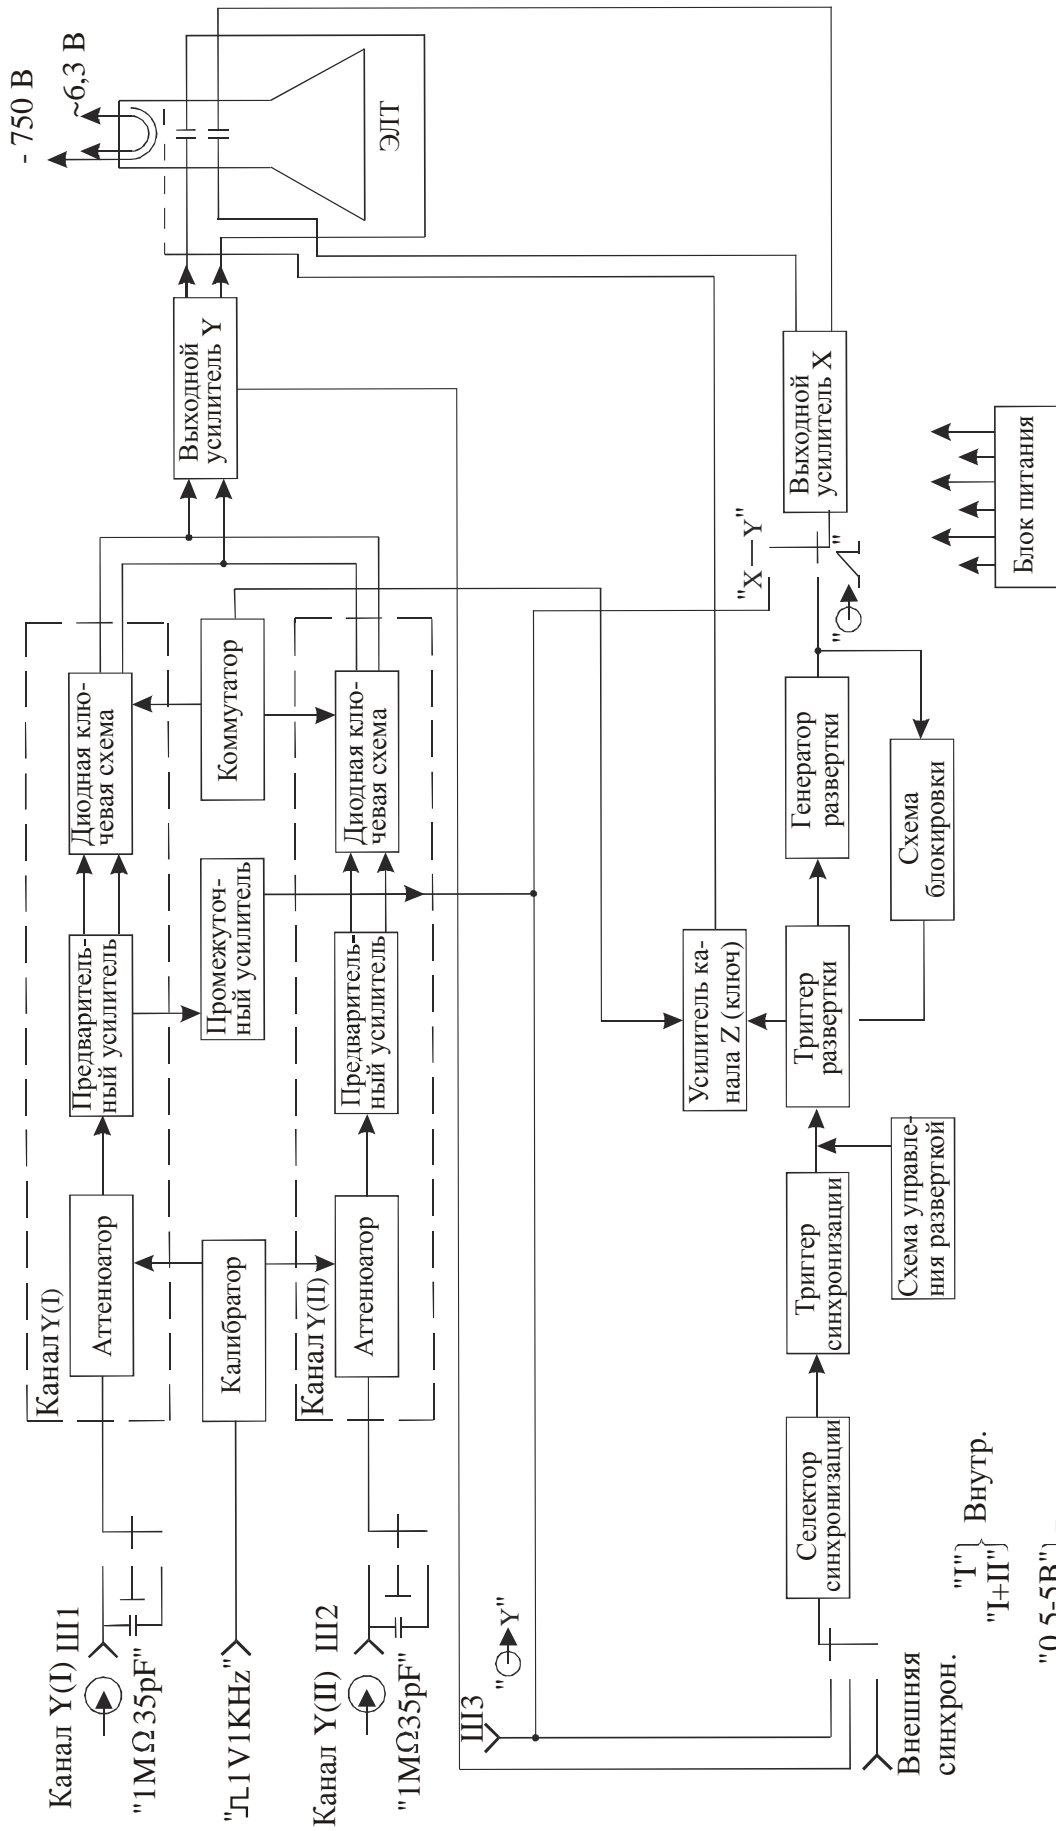 Канал Y(I) Ш1
"1MΩ35pF"
"1V1KHz"
Канал Y(II) Ш2
"1MΩ35pF"
Ш3
"Y"
Внешняя
синхрон.
"I"
"I+II"
Внутр.
"0,5-5В"
Канал Y(I)
Аттенюатор
Предваритель-
ный усилитель
Диодная клю-
чевая схема
Калибратор
Промежуточ-
ный усилитель
Коммутатор
Канал Y(II)
Аттенюатор
Предваритель-
ный усилитель
Диодная клю-
чевая схема
Выходной
усилитель Y
- 750 В
~6,3 В
ЭЛТ
Усилитель ка-
нала Z (ключ)
Селектор
синхронизации
Триггер
синхронизации
Триггер
развертки
Генератор
развертки
"X — Y"
Выходной
усилитель X
Схема управле-
ния разверткой
Схема
блокировки
Блок питания